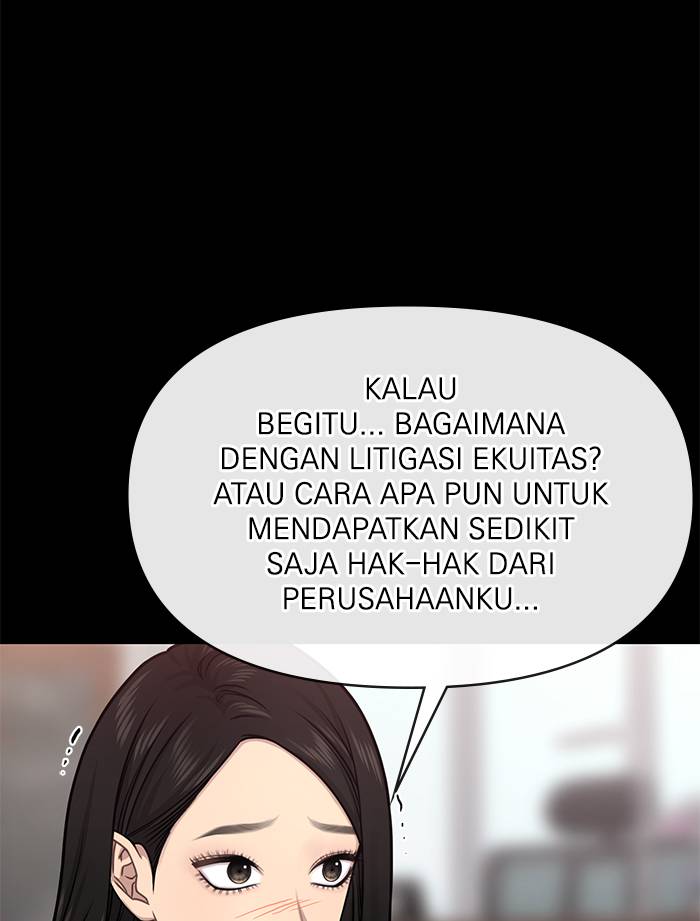 KALAU
BEGITU... BAGAIMANA
DENGAN LITIGASI EKUITAS?
ATAU CARA APA PUN UNTUK
MENDAPATKAN SEDIKIT
SAJA HAK-HAK DARI
PERUSAHAANKU...